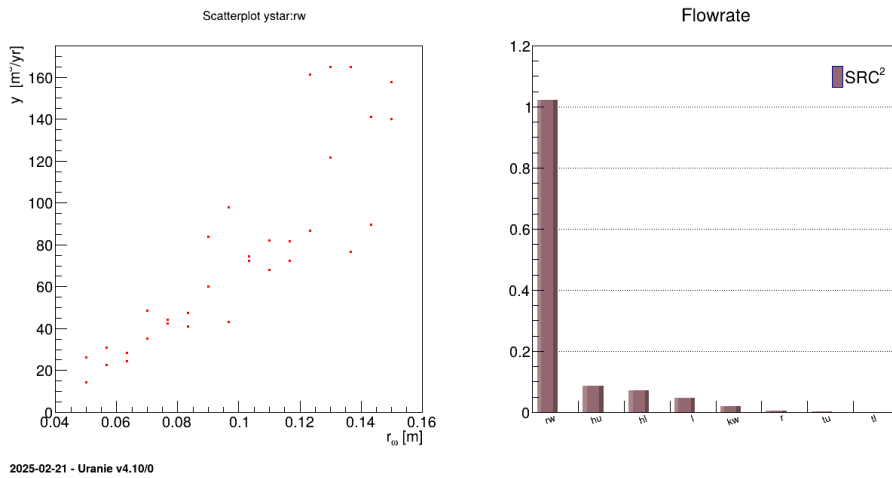 Scatterplot ystar:rw
y [m³/yr]
160
140
120
100
80
60
40
20
0
0.04 0.06 0.08 0.1 0.12 0.14 0.16
r_ω [m]
Flowrate
SRC²
1.2
1
0.8
0.6
0.4
0.2
0
rw hu hl l kw r tu tl
2025-02-21 - Uranie v4.10/0